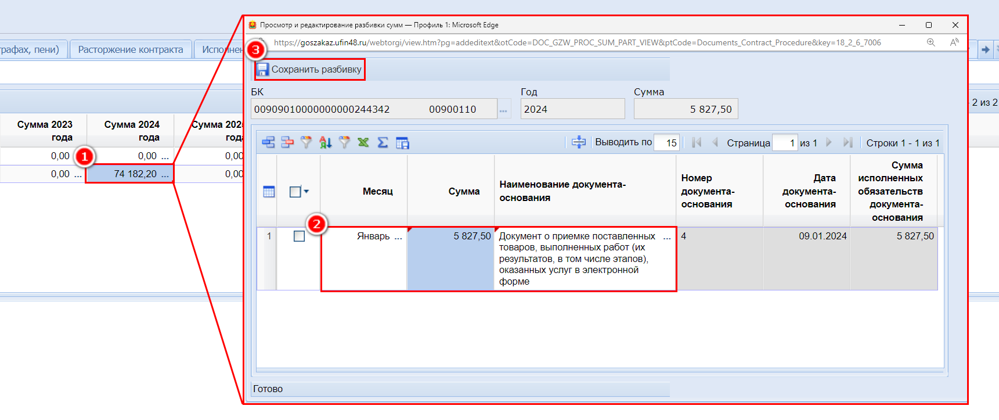 Просмотр и редактирование разбивки сумм — Профиль 1: Microsoft Edge
https://goszakaz.ufin48.ru/webtorgi/view.htm?pg=addeditext&otCode=DOC_GZW_PROC_SUM_PART_VIEW&ptCode=Documents_Contract_Procedure&key=18_2_6_7006
графах, пени)
Расторжение контракта
Исполнен
3
Сохранить разбивку
БК
Год
Сумма
00909010000000000244342 00900110
...
2024
5 827,50
2 из 2
Сумма 2023 года
Сумма 2024 года
Сумма 202
года
0,00
0,00 ...
0,00
1
0,00 ...
74 182,20 ...
0,00
Выводить по 15
Страница 1 из 1
Строки 1 - 1 из 1
Месяц
Сумма
Наименование документа-
основания
Номер
документа-
основания
Дата
документа-
основания
Сумма
исполненных
обязательств
документа-
основания
2
1
Январь ...
5 827,50
Документ о приемке поставленных ...
товаров, выполненных работ (их
результатов, в том числе этапов),
оказанных услуг в электронной
форме
4
09.01.2024
5 827,50
Готово